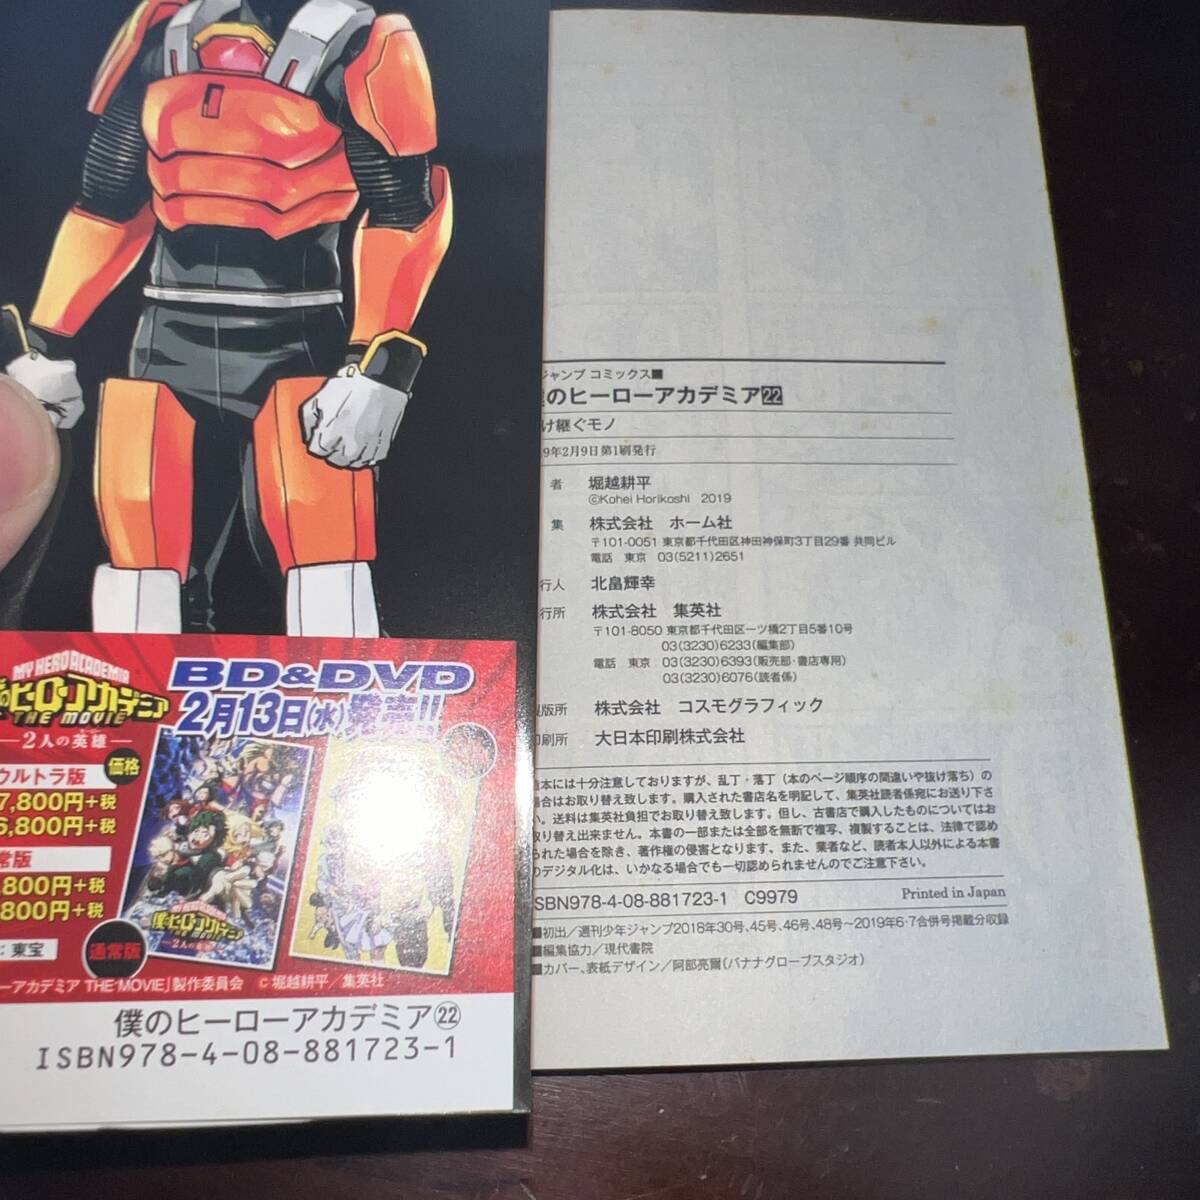 MY HERO ACADEMIA
THE MOVIE
2人の英雄
BD&DVD
2月13日(水)発売!!
ウルトラ版
価格
7,800円+税
6,800円+税
常版
800円+税
800円+税
東宝
通常版
ーアカデミア THE MOVIE」製作委員会 ©堀越耕平/集英社
僕のヒーローアカデミア㉒
ISBN978-4-08-881723-1
ジャンプ コミックス■
のヒーローアカデミア22
け継ぐモノ
9年2月9日 第1刷発行
者 堀越耕平
©Kohei Horikoshi 2019
集 株式会社 ホーム社
〒101-0051 東京都千代田区神田神保町3丁目29番 共同ビル
電話 東京 03(5211)2651
行人 北畠輝幸
行所 株式会社 集英社
〒101-8050 東京都千代田区一ツ橋2丁目5番10号
03(3230)6233(編集部)
電話 東京 03(3230)6393(販売部・書店専用)
03(3230)6076(読者係)
製版所 株式会社 コスモグラフィック
印刷所 大日本印刷株式会社
本には十分注意しておりますが、乱丁・落丁(本のページ順序の間違いや抜け落ち)の
場合はお取り替え致します。購入された書店名を明記して、集英社読者係宛にお送り下さ
い。送料は集英社負担でお取り替え致します。但し、古書店で購入したものについてはお
取り替え出来ません。本書の一部または全部を無断で複写、複製することは、法律で認め
られた場合を除き、著作権の侵害となります。また、業者など、読者本人以外による本書
のデジタル化は、いかなる場合でも一切認められませんのでご注意下さい。
ISBN978-4-08-881723-1 C9979 Printed in Japan
■初出/週刊少年ジャンプ2018年30号、45号、46号、48号〜2019年6・7合併号掲載分収録
■編集協力/現代書院
■カバー、表紙デザイン/阿部亮爾(バナナグローブスタジオ)